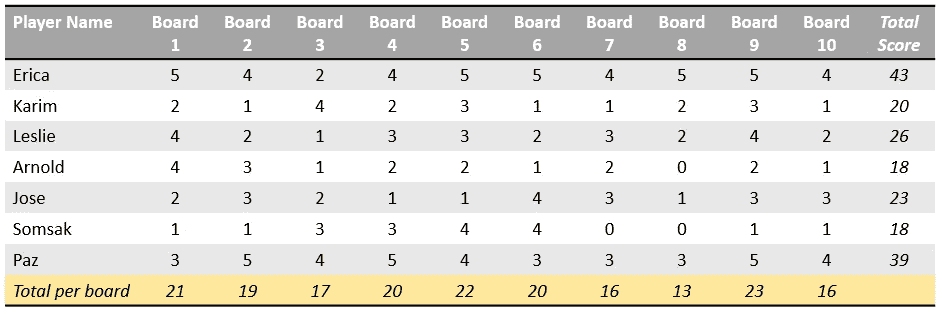 Player Name Board 1 Board 2 Board 3 Board 4 Board 5 Board 6 Board 7 Board 8 Board 9 Board 10 Total Score
Erica 5 4 2 4 5 5 4 5 5 4 43
Karim 2 1 4 2 3 1 1 2 3 1 20
Leslie 4 2 1 3 3 2 3 2 4 2 26
Arnold 4 3 1 2 2 1 2 0 2 1 18
Jose 2 3 2 1 1 4 3 1 3 3 23
Somsak 1 1 3 3 4 4 0 0 1 1 18
Paz 3 5 4 5 4 3 3 3 5 4 39
Total per board 21 19 17 20 22 20 16 13 23 16